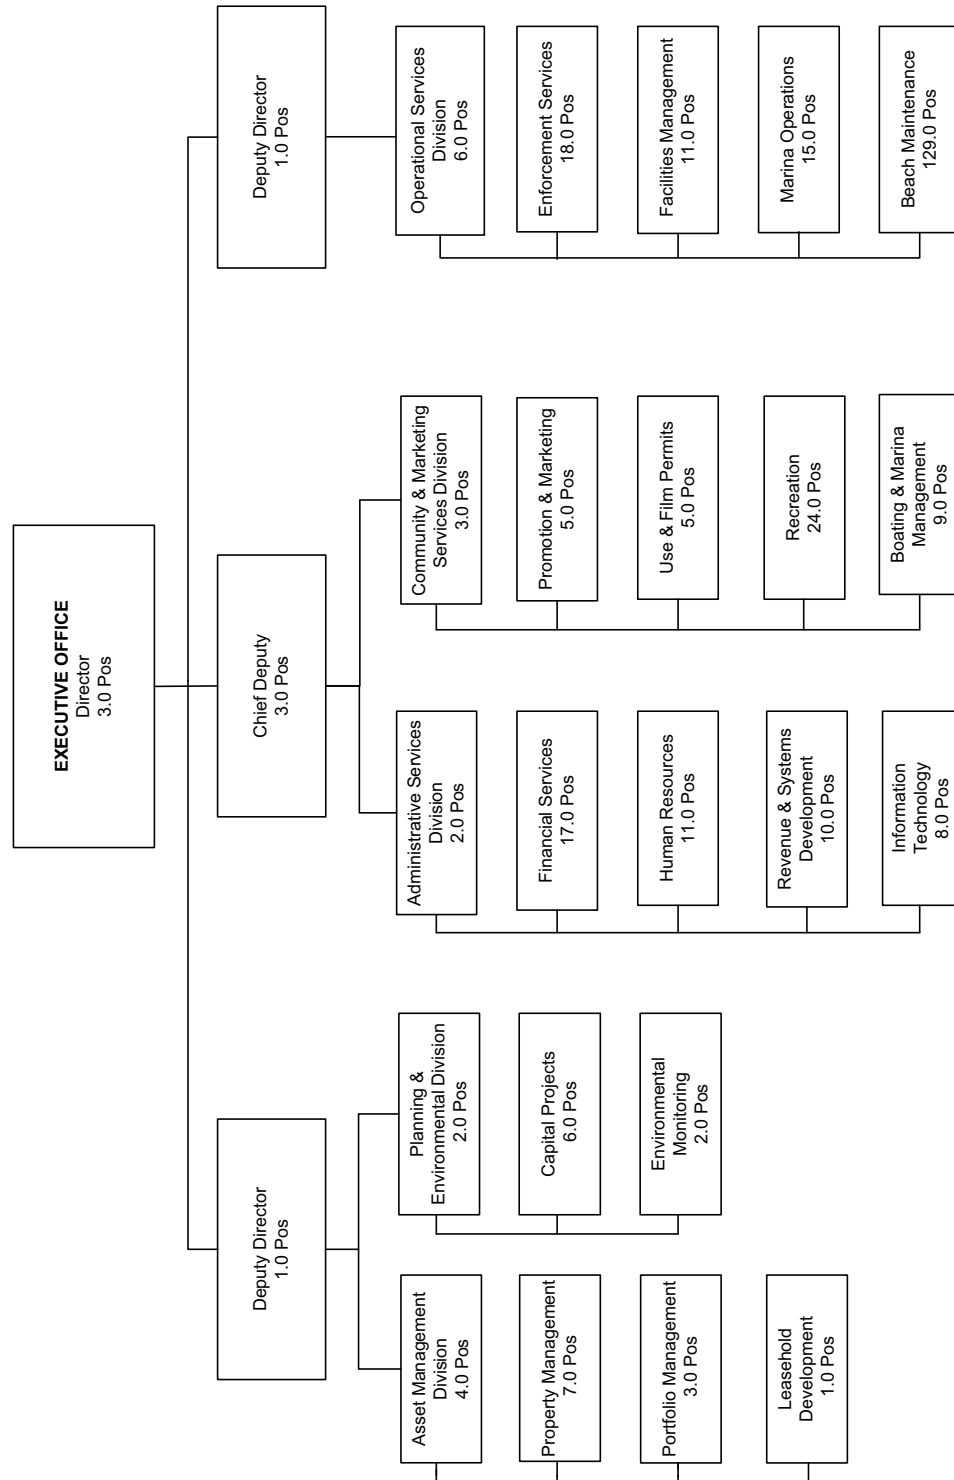 EXECUTIVE OFFICE
Director
3.0 Pos
Deputy Director
1.0 Pos
Chief Deputy
3.0 Pos
Deputy Director
1.0 Pos
Asset Management
Division
4.0 Pos
Planning &
Environmental Division
2.0 Pos
Administrative Services
Division
2.0 Pos
Community & Marketing
Services Division
3.0 Pos
Operational Services
Division
6.0 Pos
Property Management
7.0 Pos
Capital Projects
6.0 Pos
Financial Services
17.0 Pos
Promotion & Marketing
5.0 Pos
Enforcement Services
18.0 Pos
Portfolio Management
3.0 Pos
Environmental
Monitoring
2.0 Pos
Human Resources
11.0 Pos
Use & Film Permits
5.0 Pos
Facilities Management
11.0 Pos
Leasehold
Development
1.0 Pos
Revenue & Systems
Development
10.0 Pos
Recreation
24.0 Pos
Marina Operations
15.0 Pos
Information
Technology
8.0 Pos
Boating & Marina
Management
9.0 Pos
Beach Maintenance
129.0 Pos